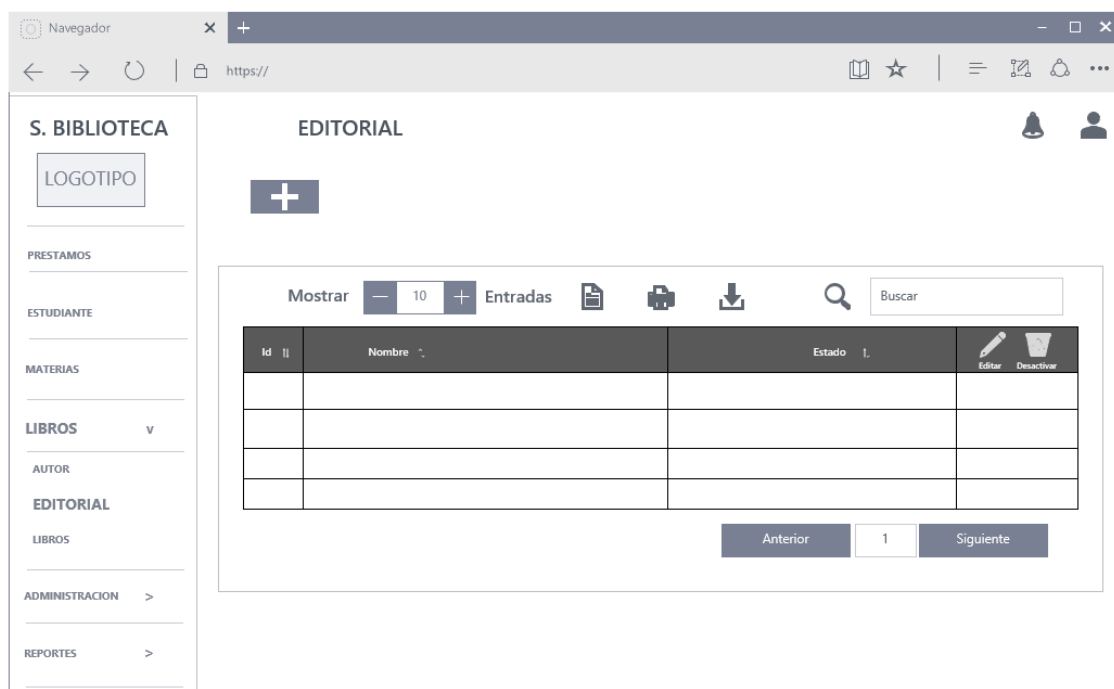 Navegador
https://
S. BIBLIOTECA
LOGOTIPO
PRESTAMOS
ESTUDIANTE
MATERIAS
LIBROS v
AUTOR
EDITORIAL
LIBROS
ADMINISTRACION >
REPORTES >
EDITORIAL
Mostrar 10 Entradas Buscar
Id Nombre Estado Editar Desactivar
Anterior 1 Siguiente